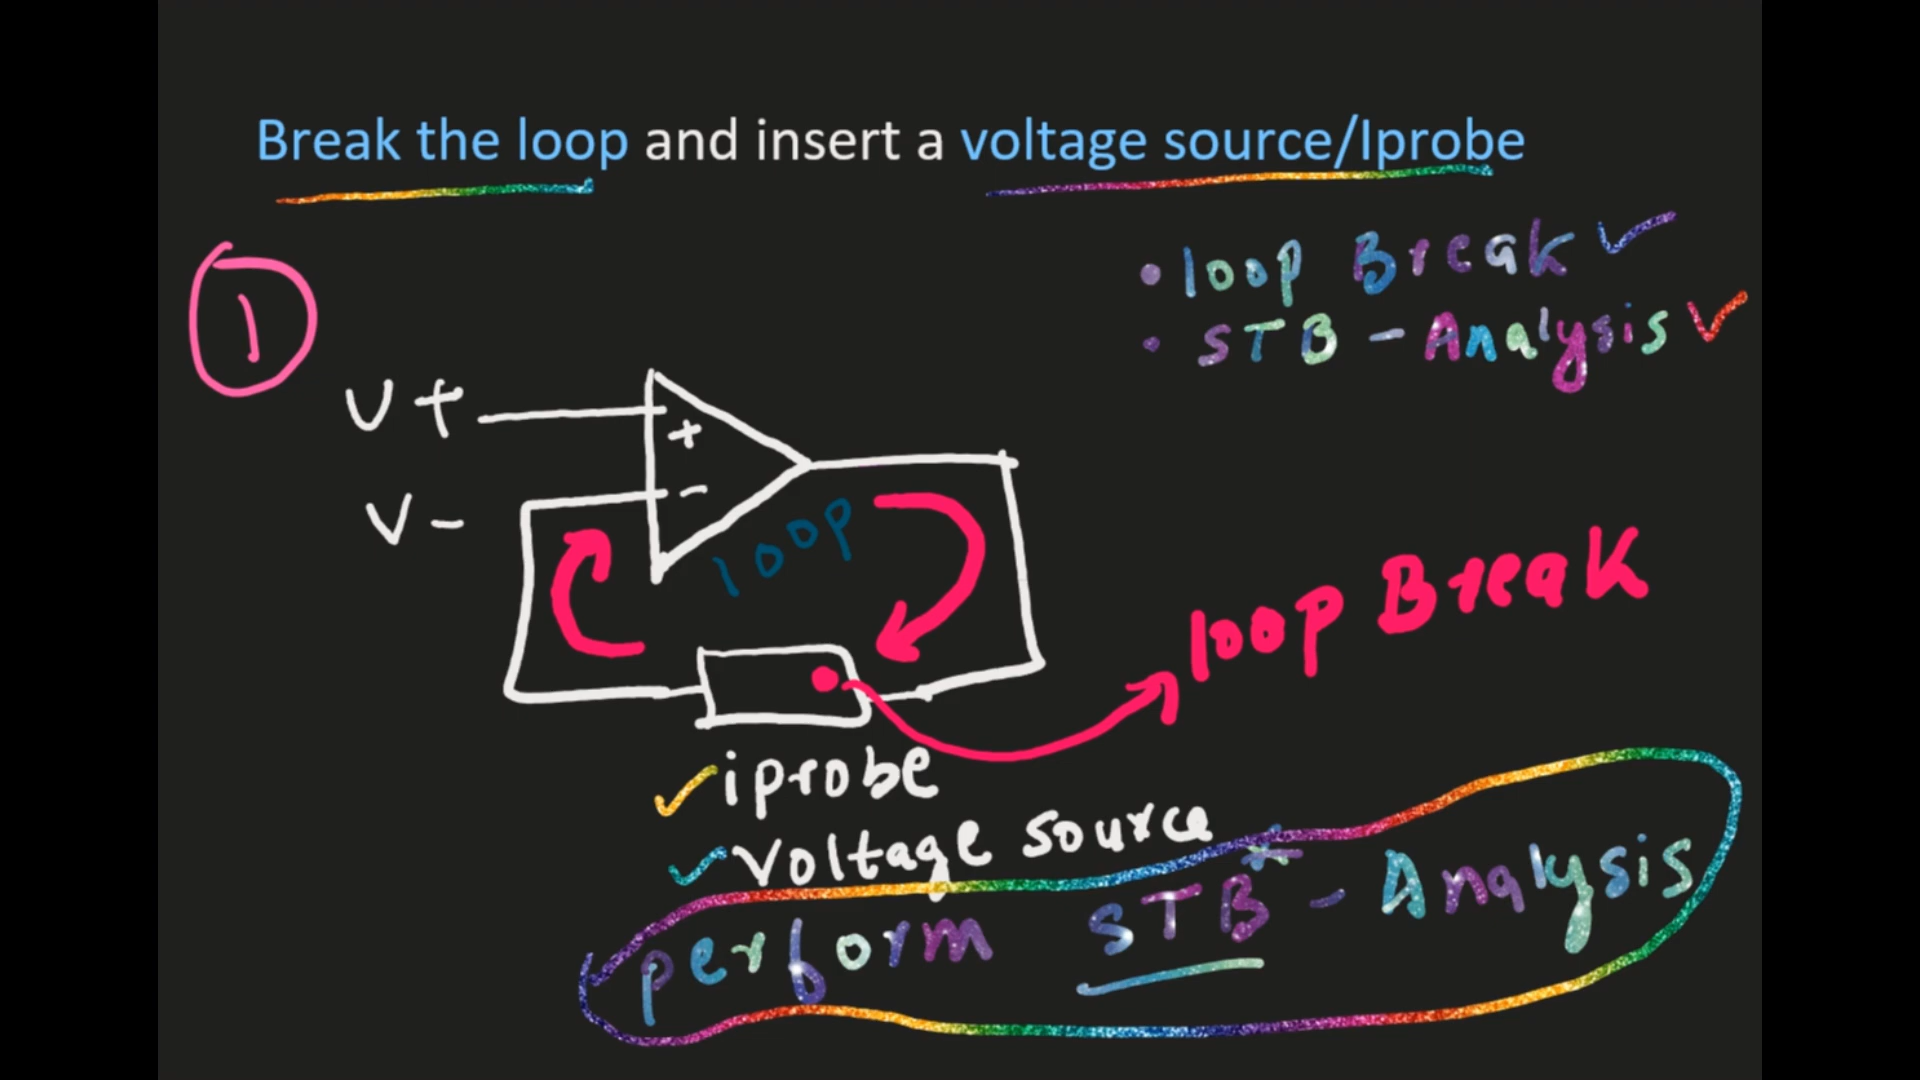 Break the loop and insert a voltage source/Iprobe
• loop Break ✓
• STB - Analysis ✓
1
V+
+
V-
-
loop
loop Break
✓ iprobe
✓ Voltage source
perform STB* - Analysis